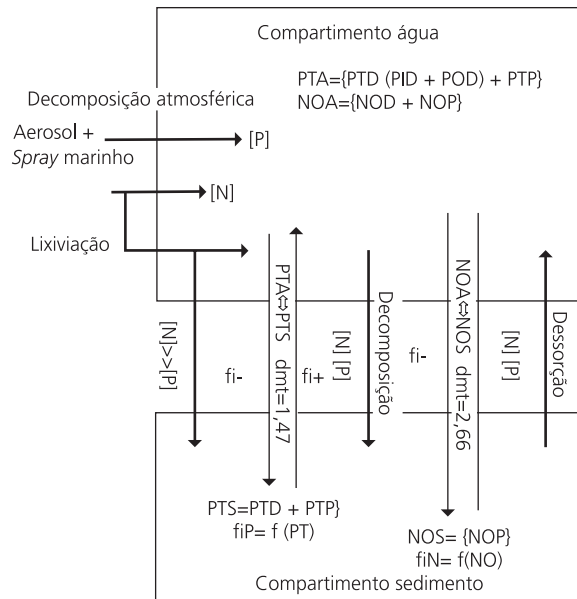 Compartimento água
PTA={PTD (PID + POD) + PTP}
NOA={NOD + NOP}
Decomposição atmosférica
Aerosol +
Spray marinho
[P]
[N]
Lixiviação
[N]>>[P]
fi-
PTA⇔PTS dmt=1,47
fi+
[N] [P]
Decomposição
fi-
NOA⇔NOS dmt=2,66
[N] [P]
Dessorção
PTS=PTD + PTP}
fiP= f (PT)
NOS= {NOP}
fiN= f(NO)
Compartimento sedimento